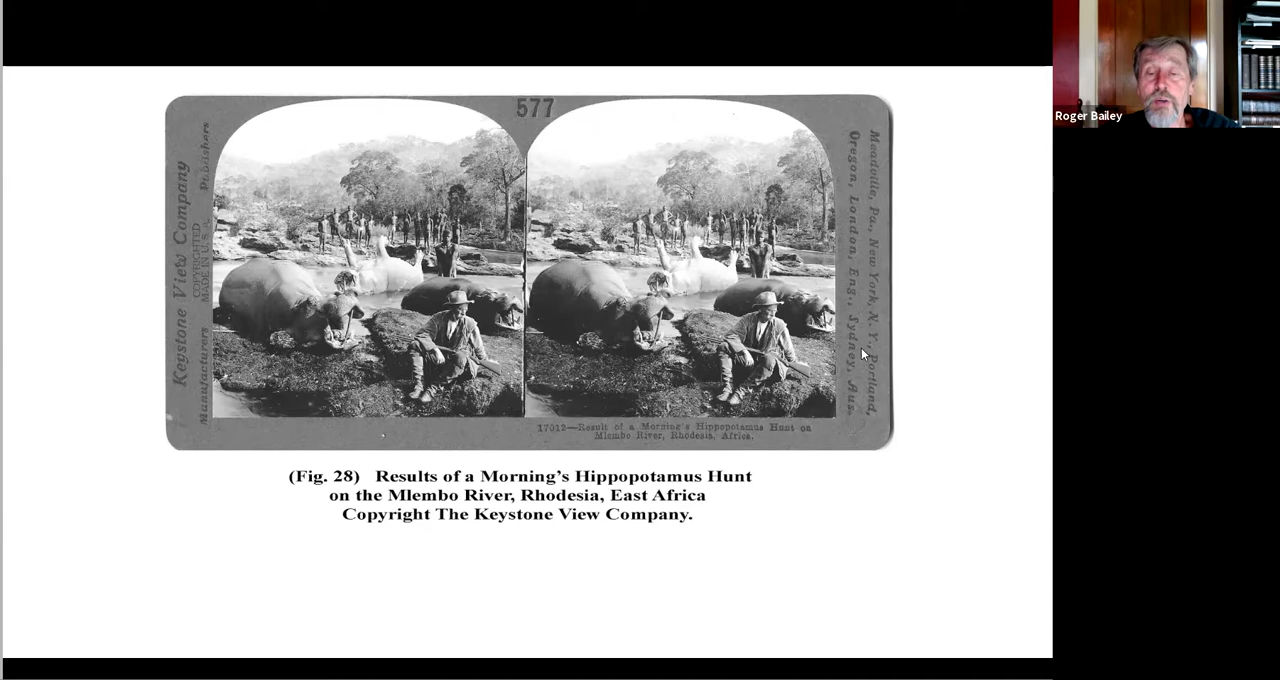 577
Keystone View Company
COPYRIGHTED
MADE IN U.S.A.
Manufacturers Publishers
Meadville, Pa., New York, N. Y., Portland,
Oregon, London, Eng., Sydney, Aus.
17012—Result of a Morning's Hippopotamus Hunt on
Mlembo River, Rhodesia, Africa.
(Fig. 28) Results of a Morning's Hippopotamus Hunt
on the Mlembo River, Rhodesia, East Africa
Copyright The Keystone View Company.
Roger Bailey